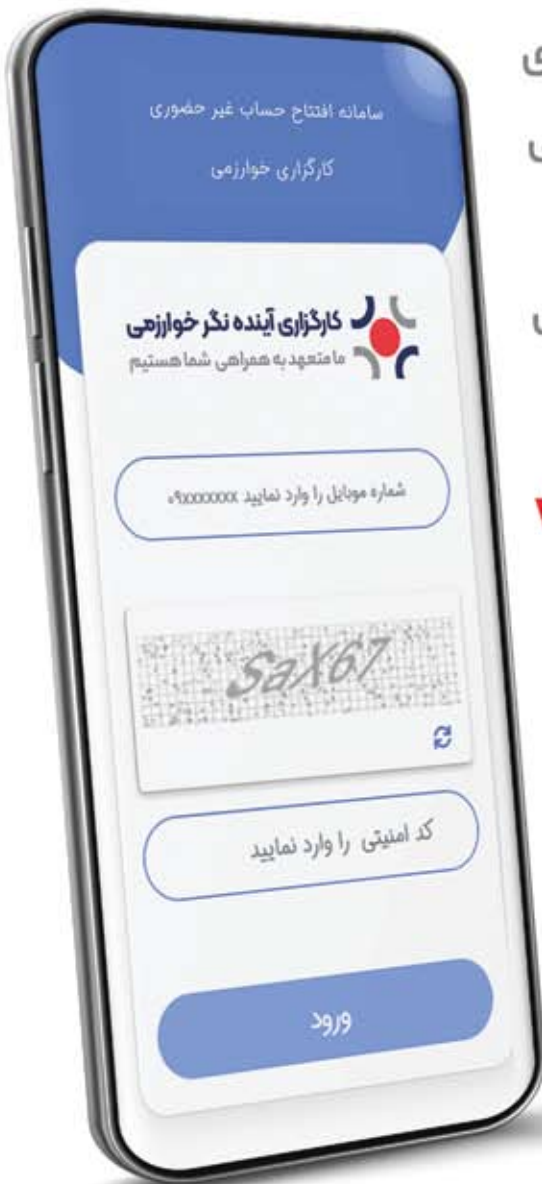 سامانه افتتاح حساب غیر حضوری
کارگزاری خوارزمی
کارگزاری آینده نگر خوارزمی
ما متعهد به همراهی شما هستیم
شماره موبایل را وارد نمایید ۰۹xxxxxxx
SaX67
کد امنیتی را وارد نمایید
ورود